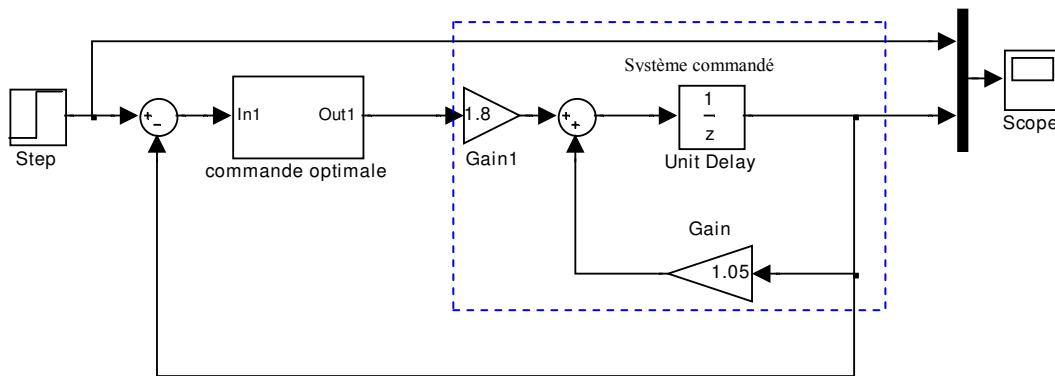 Système commandé
Step
+
-
In1
Out1
commande optimale
1.8
Gain1
+
+
1
z
Unit Delay
Scope
Gain
1.05